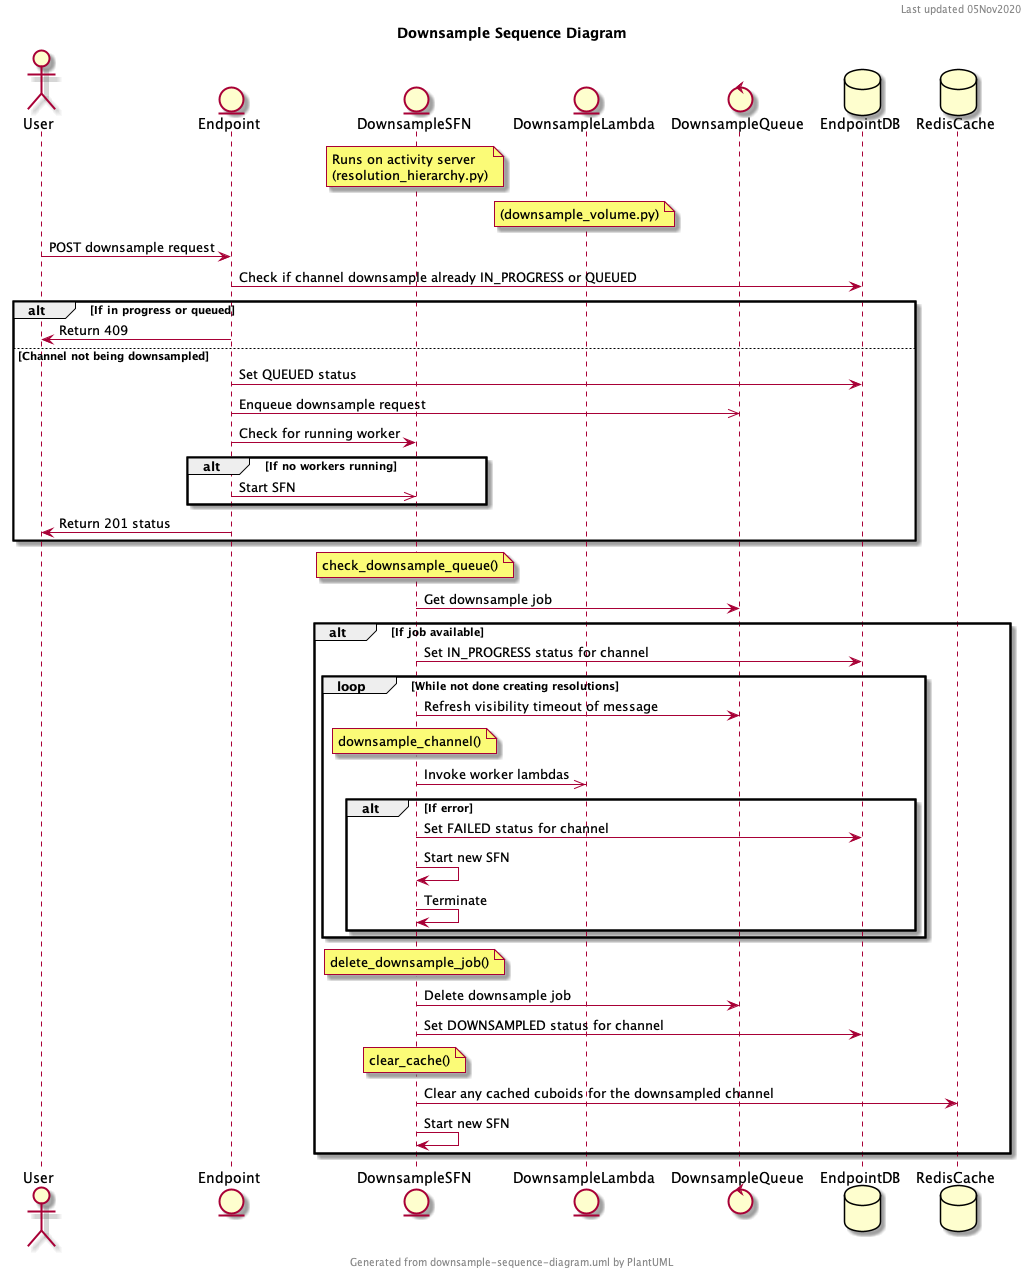 Last updated 05Nov2020
Downsample Sequence Diagram
User
Endpoint
DownsampleSFN
DownsampleLambda
DownsampleQueue
EndpointDB
RedisCache
Runs on activity server
(resolution_hierarchy.py)
(downsample_volume.py)
POST downsample request
Check if channel downsample already IN_PROGRESS or QUEUED
alt
[If in progress or queued]
Return 409
[Channel not being downsampled]
Set QUEUED status
Enqueue downsample request
Check for running worker
alt
[If no workers running]
Start SFN
Return 201 status
check_downsample_queue()
Get downsample job
alt
[If job available]
Set IN_PROGRESS status for channel
loop
[While not done creating resolutions]
Refresh visibility timeout of message
downsample_channel()
Invoke worker lambdas
alt
[If error]
Set FAILED status for channel
Start new SFN
Terminate
delete_downsample_job()
Delete downsample job
Set DOWNSAMPLED status for channel
clear_cache()
Clear any cached cuboids for the downsampled channel
Start new SFN
User
Endpoint
DownsampleSFN
DownsampleLambda
DownsampleQueue
EndpointDB
RedisCache
Generated from downsample-sequence-diagram.uml by PlantUML